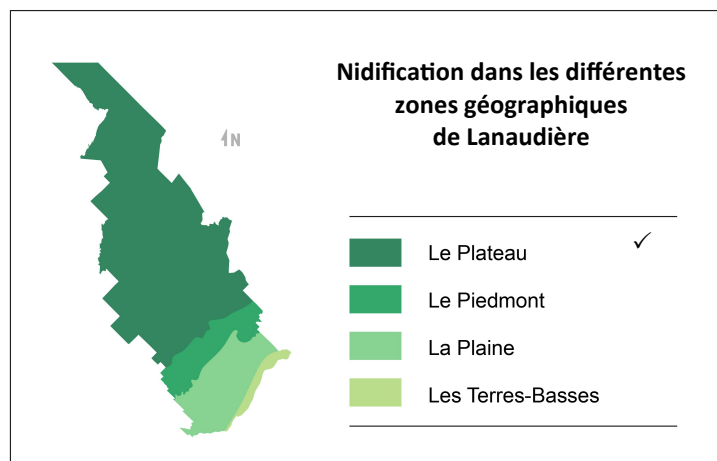 Nidification dans les différentes
zones géographiques
de Lanaudière
N
Le Plateau ✓
Le Piedmont
La Plaine
Les Terres-Basses